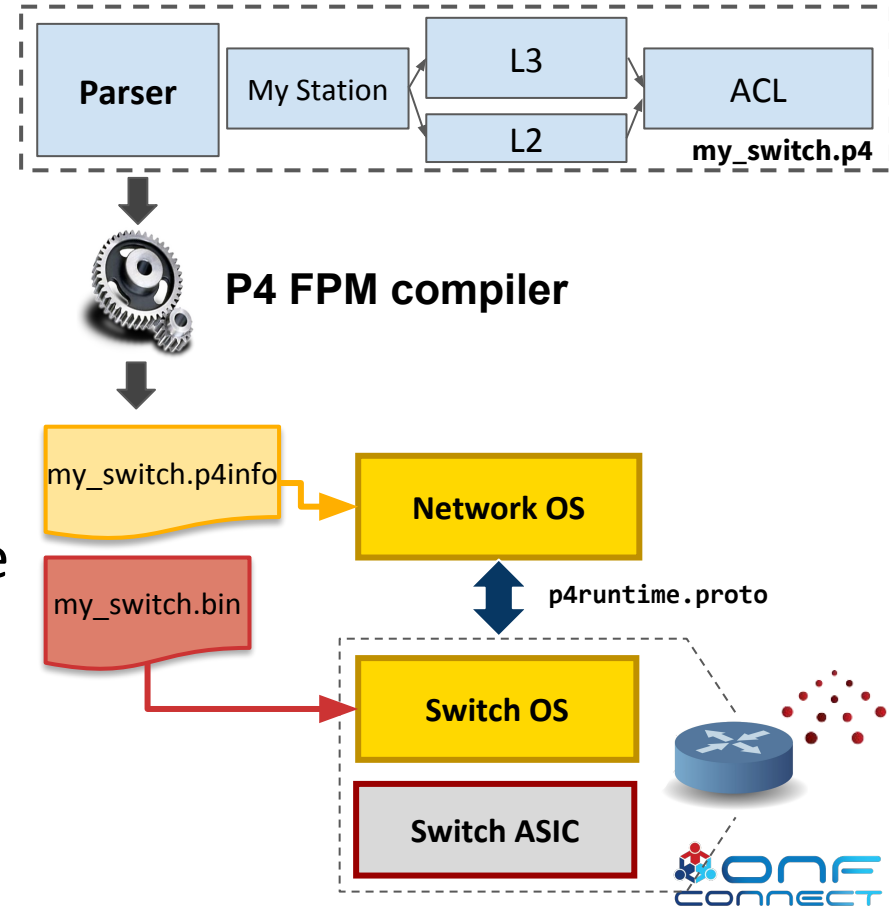 Parser
My Station
L3
L2
ACL
my_switch.p4
P4 FPM compiler
my_switch.p4info
Network OS
e
my_switch.bin
p4runtime.proto
Switch OS
Switch ASIC
ONF
CONNECT